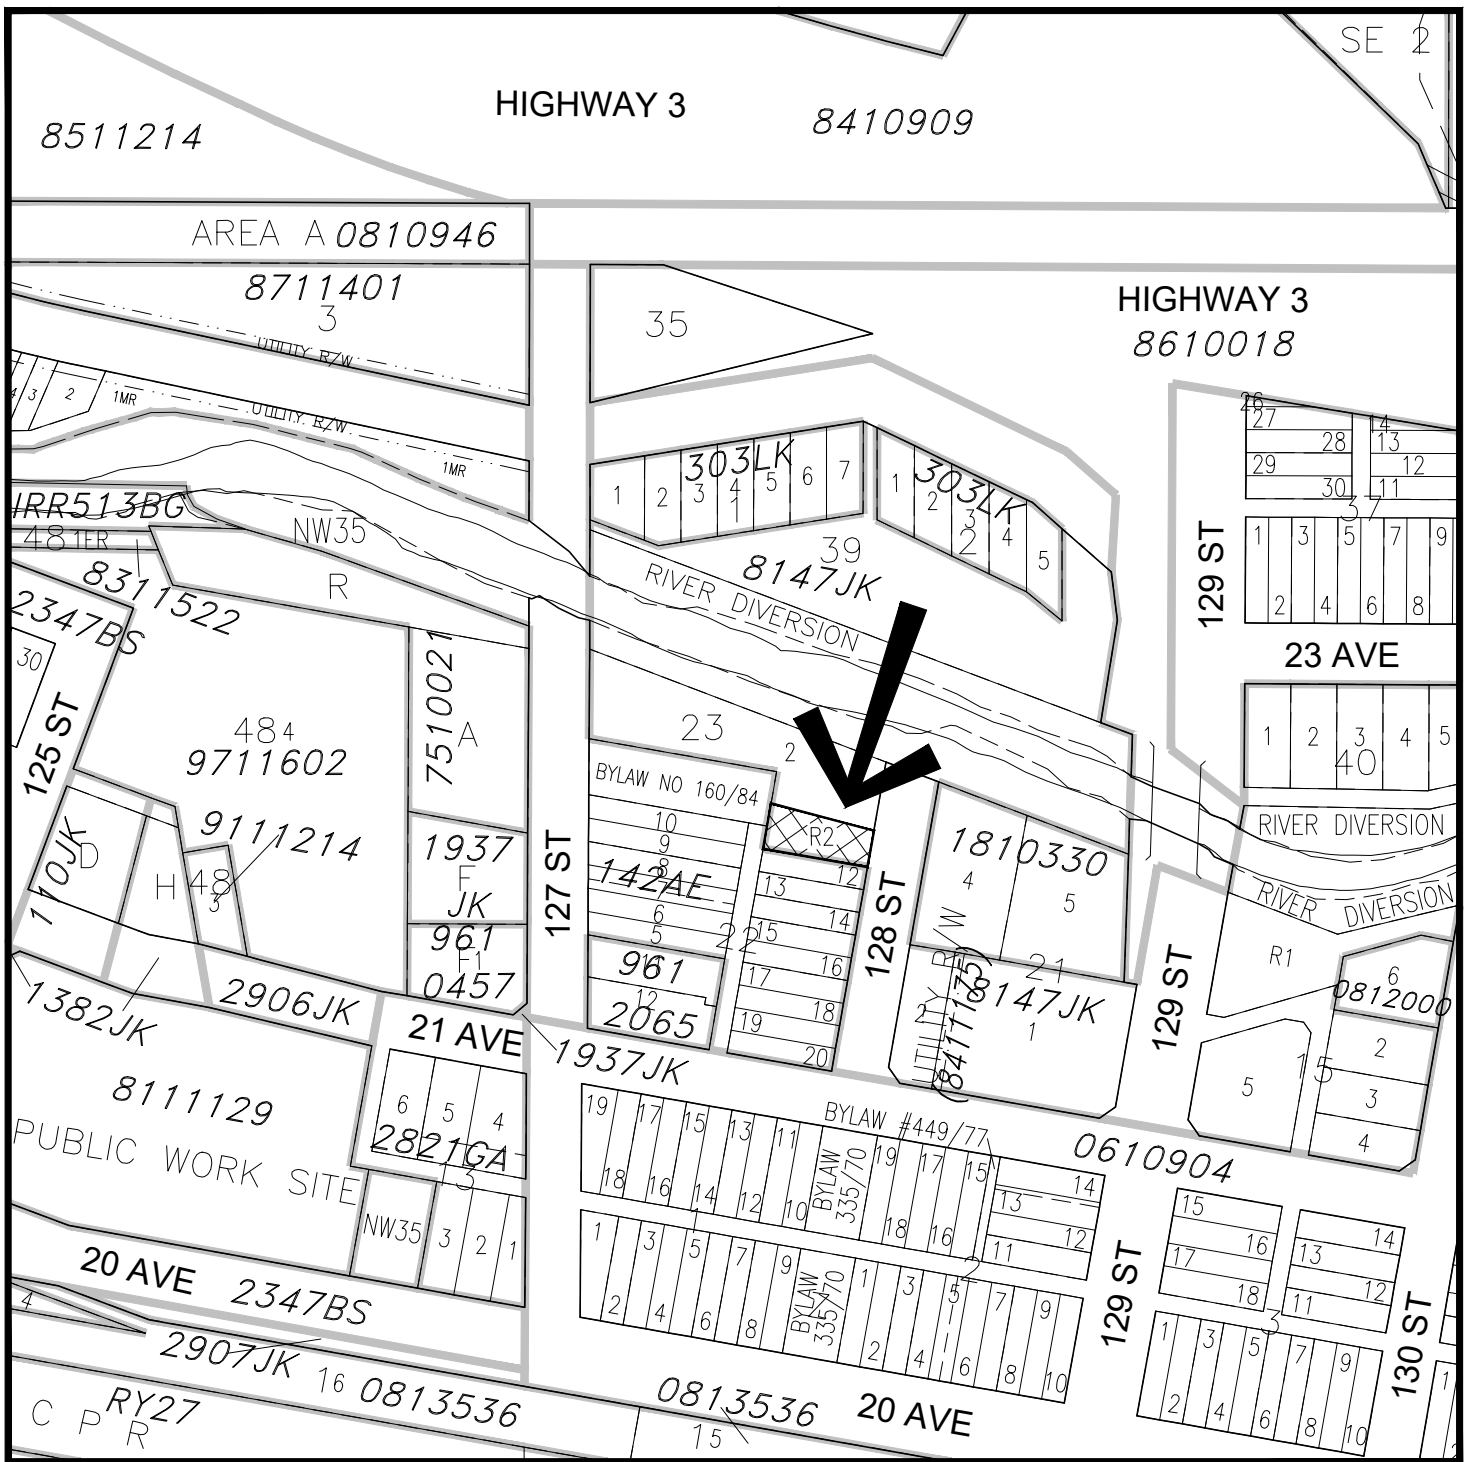 SE 2
HIGHWAY 3
8511214
8410909
AREA A 0810946
8711401
3
UTILITY R/W
HIGHWAY 3
8610018
35
4 3 2 1MR
UTILITY R/W
1MR
26
27
28
29
30
14
13
12
11
37
303LK
1 2 3 4 5 6 7
1
303LK
1 2 3 4 5
2
IRR513BG
NW35
48 1ER
R
8311522
2347BS
30
39
8147JK
RIVER DIVERSION
129 ST
1 3 5 7 9
2 4 6 8
23 AVE
1 2 3 4 5
40
125 ST
48 4
9711602
7510021
A
23
2
BYLAW NO 160/84
R2
9111214
110JK
D
H
48
3
1937
F
JK
961
F1
0457
127 ST
10
9
8
142AE
6
5
22
961
12
2065
12
13
14
15
16
17
18
19
20
128 ST
1810330
4
5
21
UTILITY R/W
(8411175)
2
8147JK
1
129 ST
RIVER DIVERSION
RIVER DIVERSION
R1
6
0812000
2
3
4
5
15
1382JK
2906JK
21 AVE
1937JK
8111129
PUBLIC WORK SITE
6 5 4
2821GA
13
NW35
3 2 1
19 17 15 13 11
18 16 14 12 10
BYLAW
335/70
BYLAW #449/77
19 17 15
18 16
14
13
12
11
0610904
1
1 3 5 7 9
2 4 6 8
BYLAW
335/70
2
1 3 5 7 9
2 4 6 8 10
129 ST
15
16
17
18
14
13
12
11
3
1 3 5 7 9
2 4 6 8 10
130 ST
1
20 AVE
2347BS
4
2907JK
16
0813536
0813536
15
20 AVE
C P R
RY27